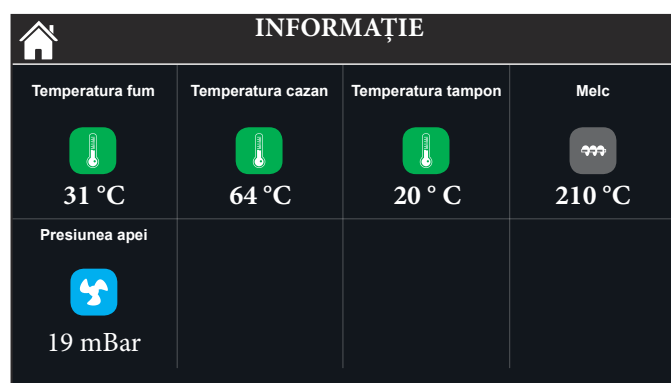 INFORMAȚIE
Temperatura fum
Temperatura cazan
Temperatura tampon
Melc
31 °C
64 °C
20 ° C
210 °C
Presiunea apei
19 mBar